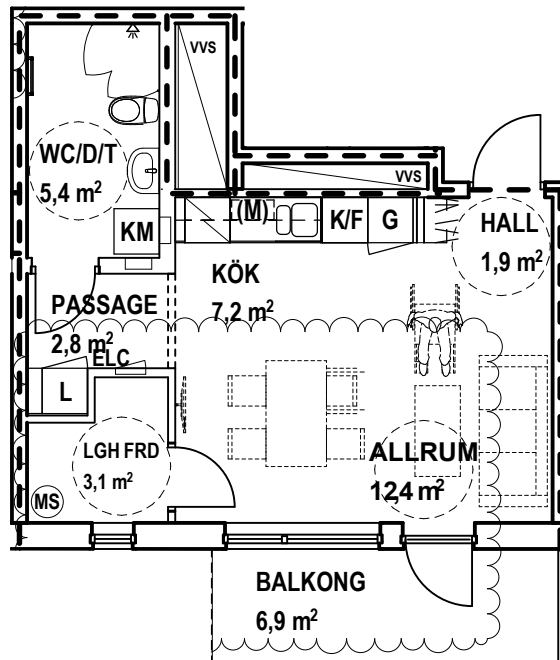 VVS
WC/D/T
5,4 m²
VVS
KM
(M)
K/F
G
HALL
1,9 m²
KÖK
7,2 m²
PASSAGE
2,8 m²
ELC
L
LGH FRD
3,1 m²
MS
ALLRUM
12,4 m²
BALKONG
6,9 m²